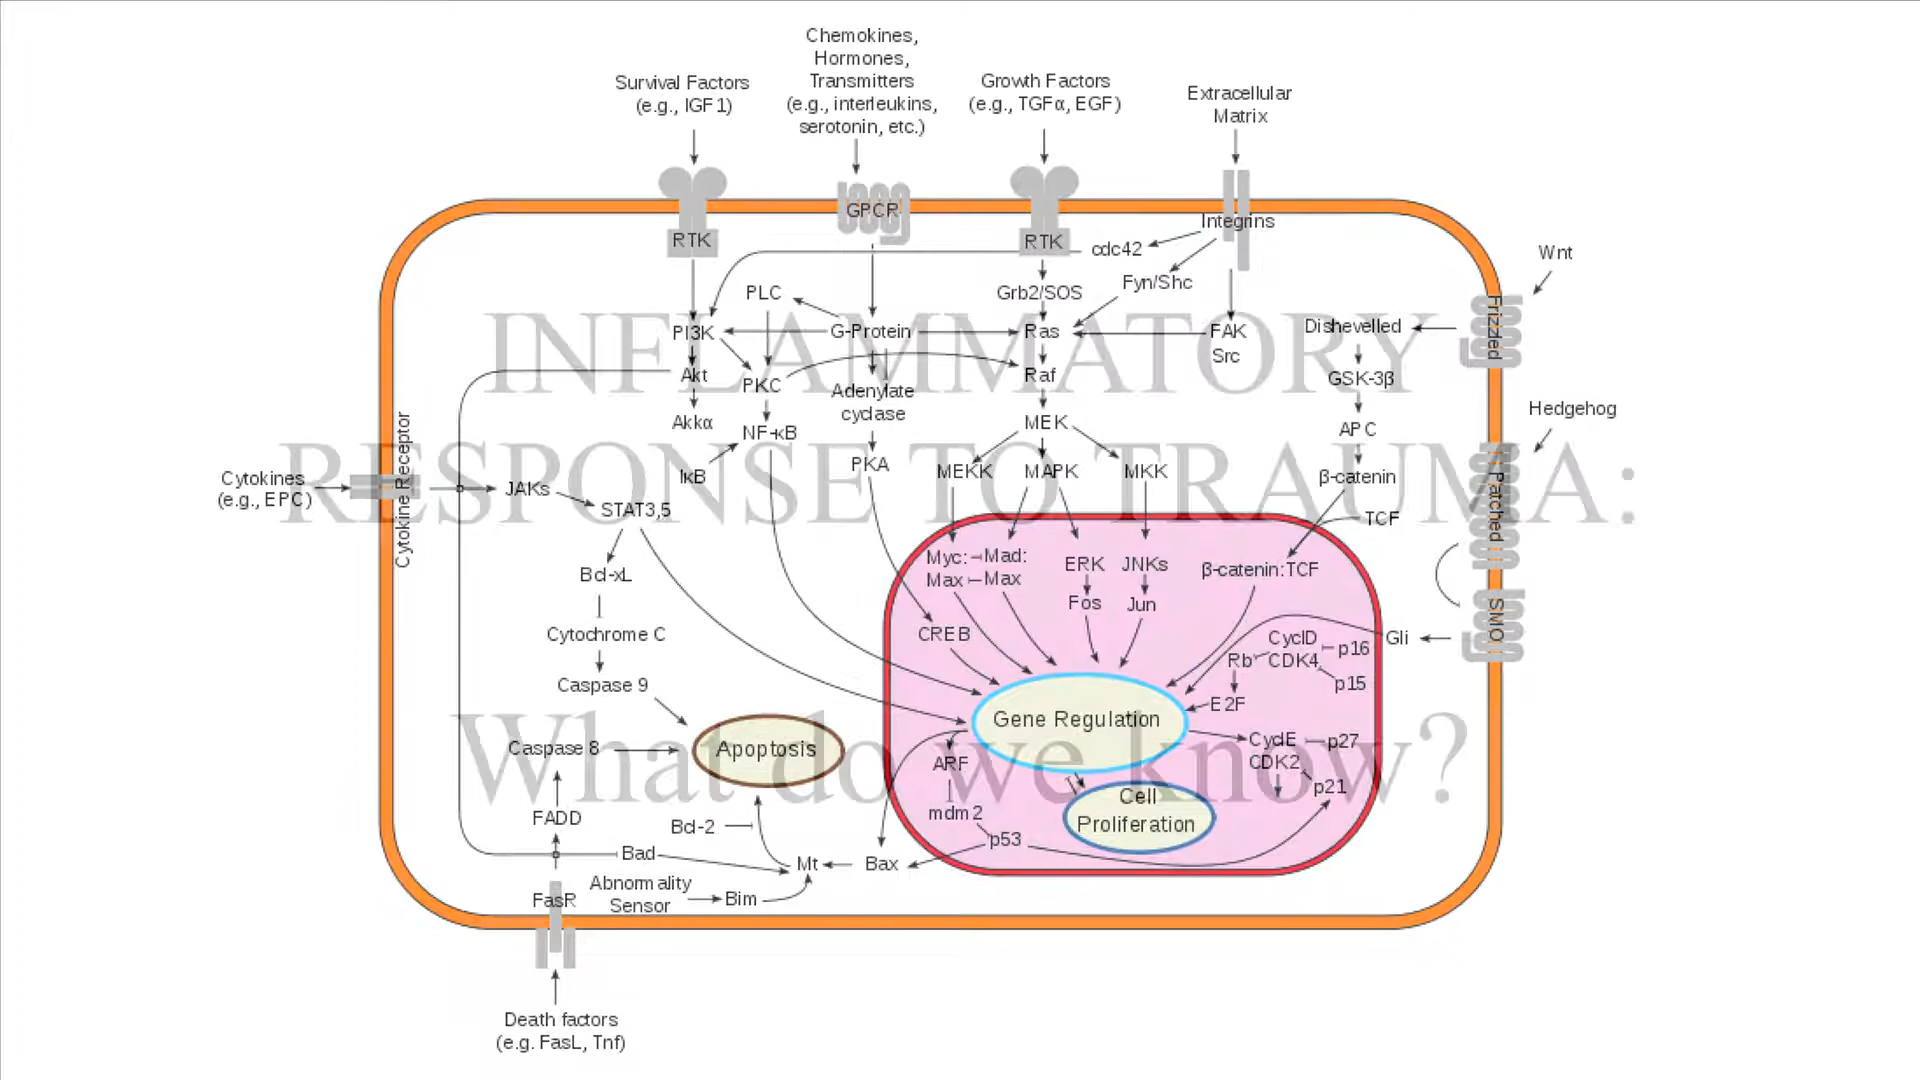 Chemokines,
Hormones,
Transmitters
(e.g., interleukins,
serotonin, etc.)
Survival Factors
(e.g., IGF1)
Growth Factors
(e.g., TGFα, EGF)
Extracellular
Matrix
RTK
GPCR
RTK
Integrins
cdc42
Fyn/Shc
Wnt
Frizzled
PLC
Grb2/SOS
PI3K
G-Protein
Ras
FAK
Src
Dishevelled
INFLAMMATORY
Akt
PKC
Adenylate
cyclase
Raf
GSK-3β
Akkα
NF-κB
MEK
APC
Hedgehog
Patched
IκB
PKA
MEKK
MAPK
MKK
β-catenin
TCF
RESPONSE TO TRAUMA:
Cytokines
(e.g., EPC)
Cytokine Receptor
JAKs
STAT3,5
Myc:
Max
Mad:
Max
ERK
JNKs
β-catenin:TCF
Bcl-xL
Fos
Jun
SMO
Cytochrome C
CREB
CyclD
CDK4
p16
Gli
Rb
p15
Caspase 9
E2F
Gene Regulation
Caspase 8
Apoptosis
ARF
CyclE
CDK2
p27
p21
What do we know?
FADD
Bcl-2
mdm2
Cell
Proliferation
p53
Bad
Mt
Bax
Abnormality
Sensor
Bim
FasR
Death factors
(e.g. FasL, Tnf)